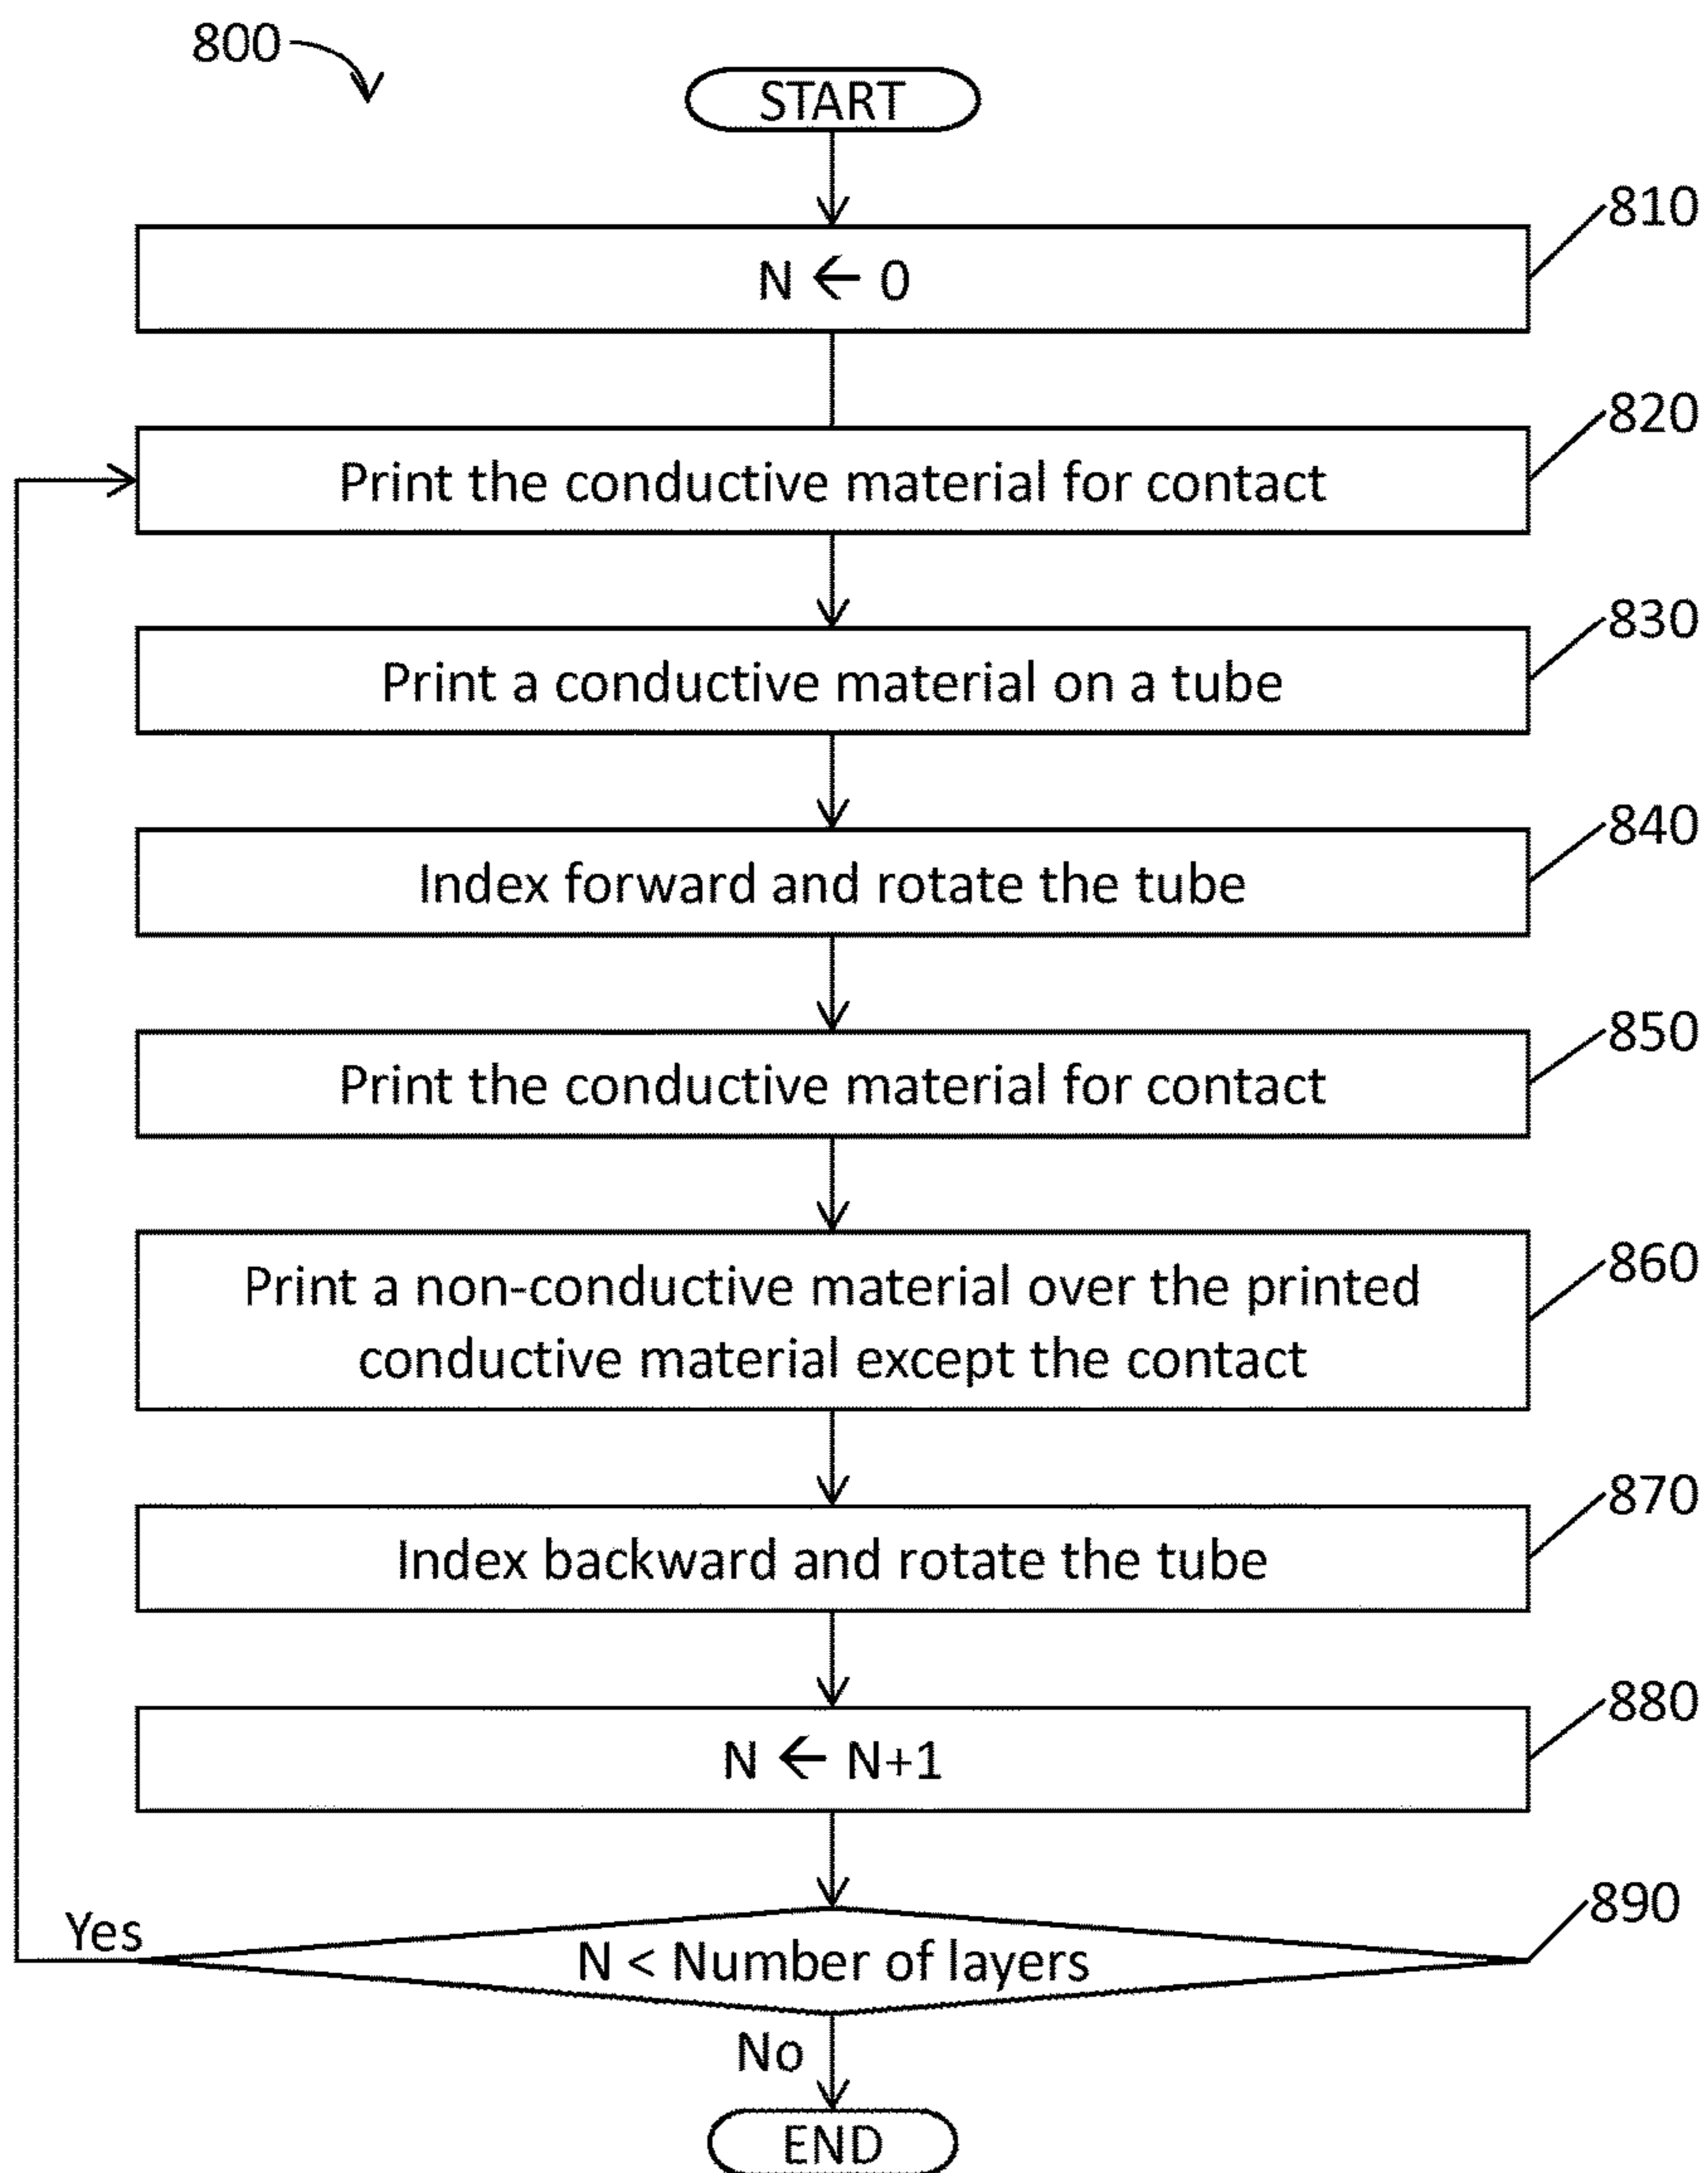 800
START
810
N ← 0
820
Print the conductive material for contact
830
Print a conductive material on a tube
840
Index forward and rotate the tube
850
Print the conductive material for contact
860
Print a non-conductive material over the printed
conductive material except the contact
870
Index backward and rotate the tube
880
N ← N+1
890
Yes
N < Number of layers
No
END